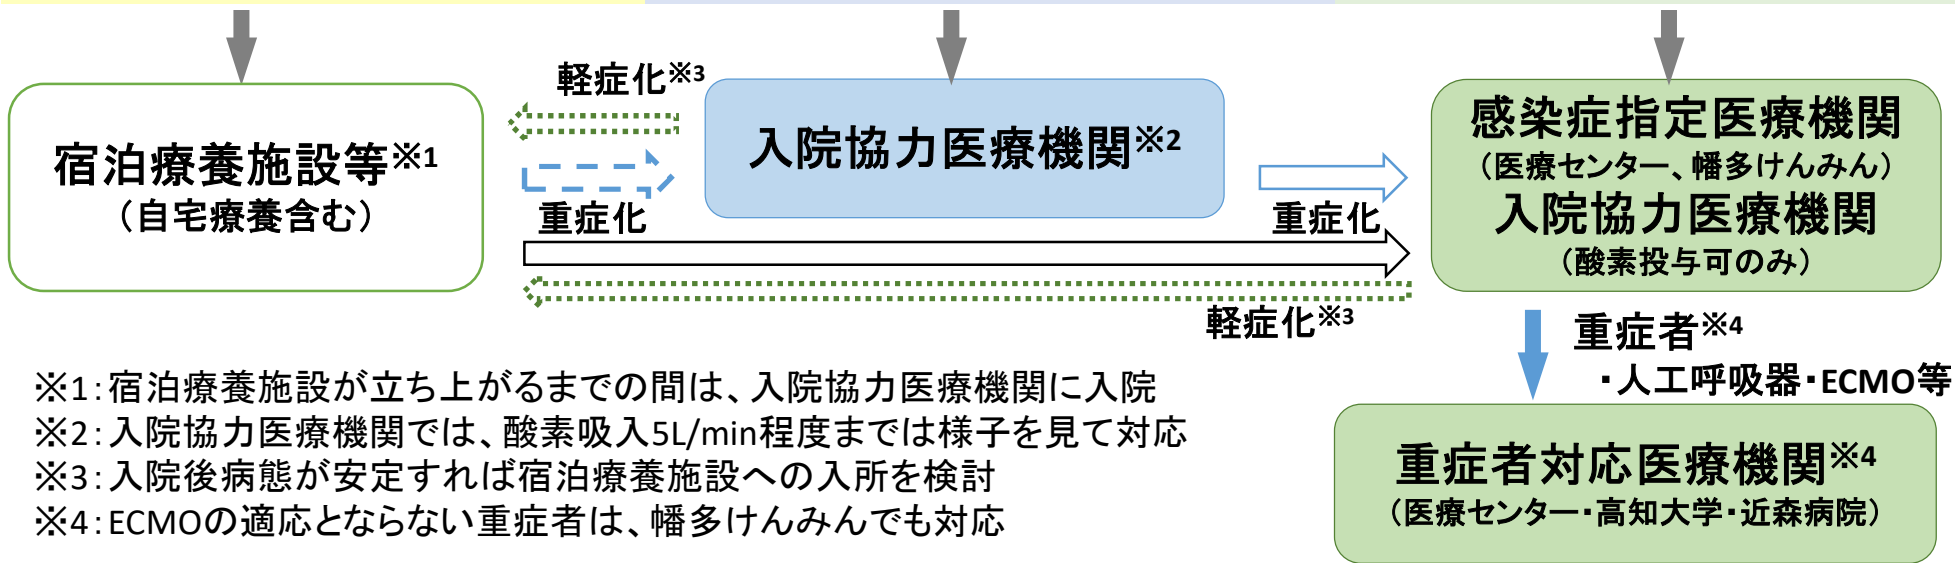 宿泊療養施設等※1
（自宅療養含む）
軽症化※3
重症化
入院協力医療機関※2
重症化
軽症化※3
感染症指定医療機関
（医療センター、幡多けんみん）
入院協力医療機関
（酸素投与可のみ）
重症者※4
・人工呼吸器・ECMO等
重症者対応医療機関※4
（医療センター・高知大学・近森病院）
※1：宿泊療養施設が立ち上がるまでの間は、入院協力医療機関に入院
※2：入院協力医療機関では、酸素吸入5L/min程度までは様子を見て対応
※3：入院後病態が安定すれば宿泊療養施設への入所を検討
※4：ECMOの適応とならない重症者は、幡多けんみんでも対応